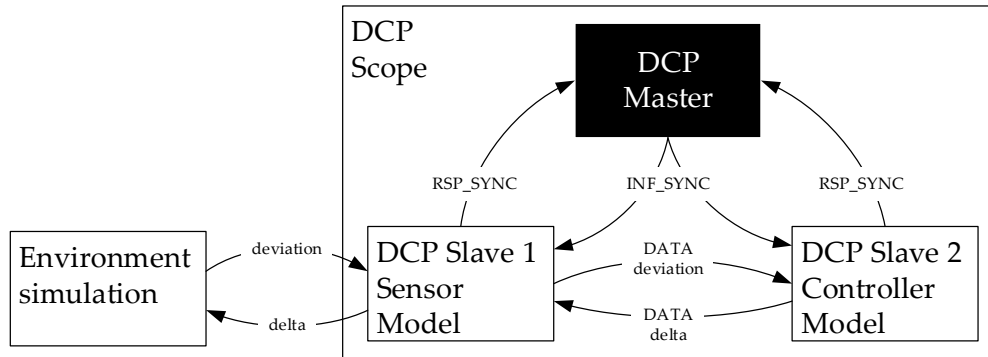 DCP
Scope
DCP
Master
RSP_SYNC
INF_SYNC
RSP_SYNC
Environment
simulation
deviation
delta
DCP Slave 1
Sensor
Model
DATA
deviation
DATA
delta
DCP Slave 2
Controller
Model